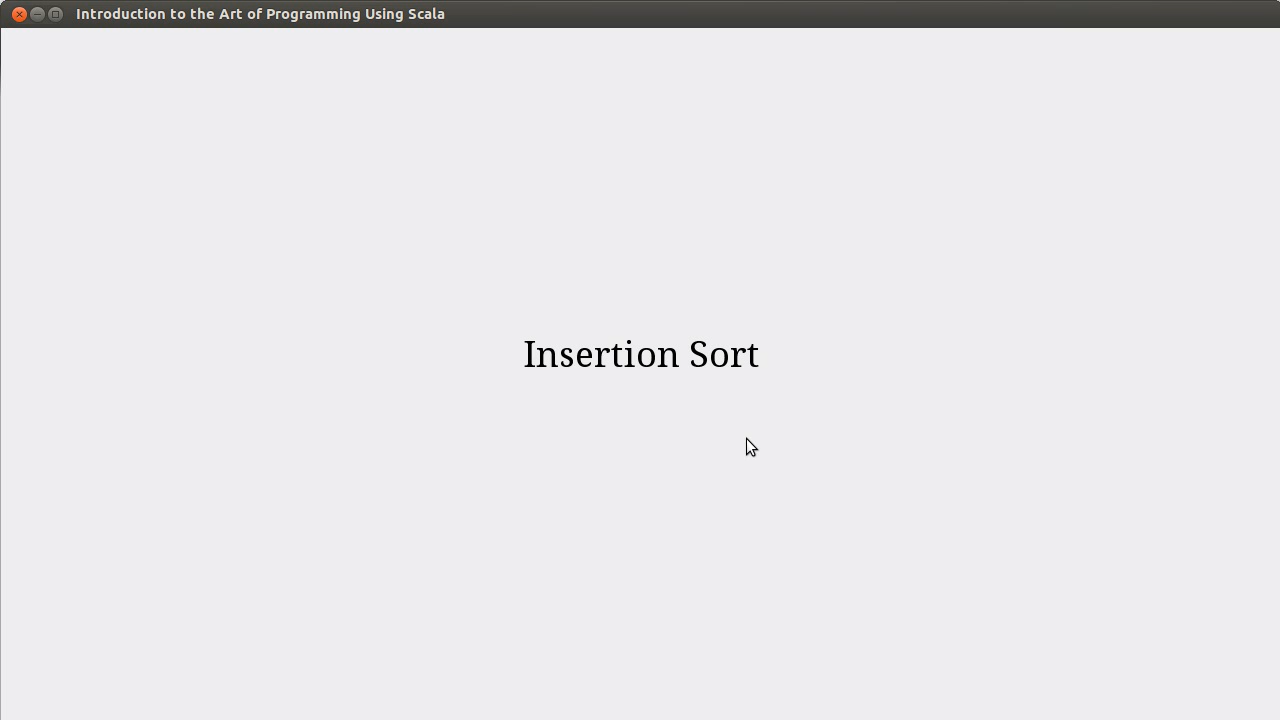 Introduction to the Art of Programming Using Scala
Insertion Sort